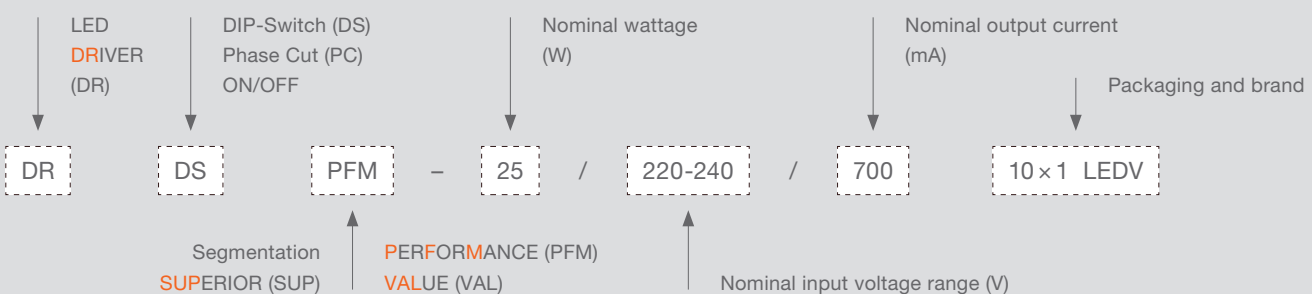 LED
DRIVER
(DR)
DIP-Switch (DS)
Phase Cut (PC)
ON/OFF
Nominal wattage
(W)
Nominal output current
(mA)
Packaging and brand
DR DS PFM – 25 / 220-240 / 700 10×1 LEDV
Segmentation
SUPERIOR (SUP)
PERFORMANCE (PFM)
VALUE (VAL)
Nominal input voltage range (V)